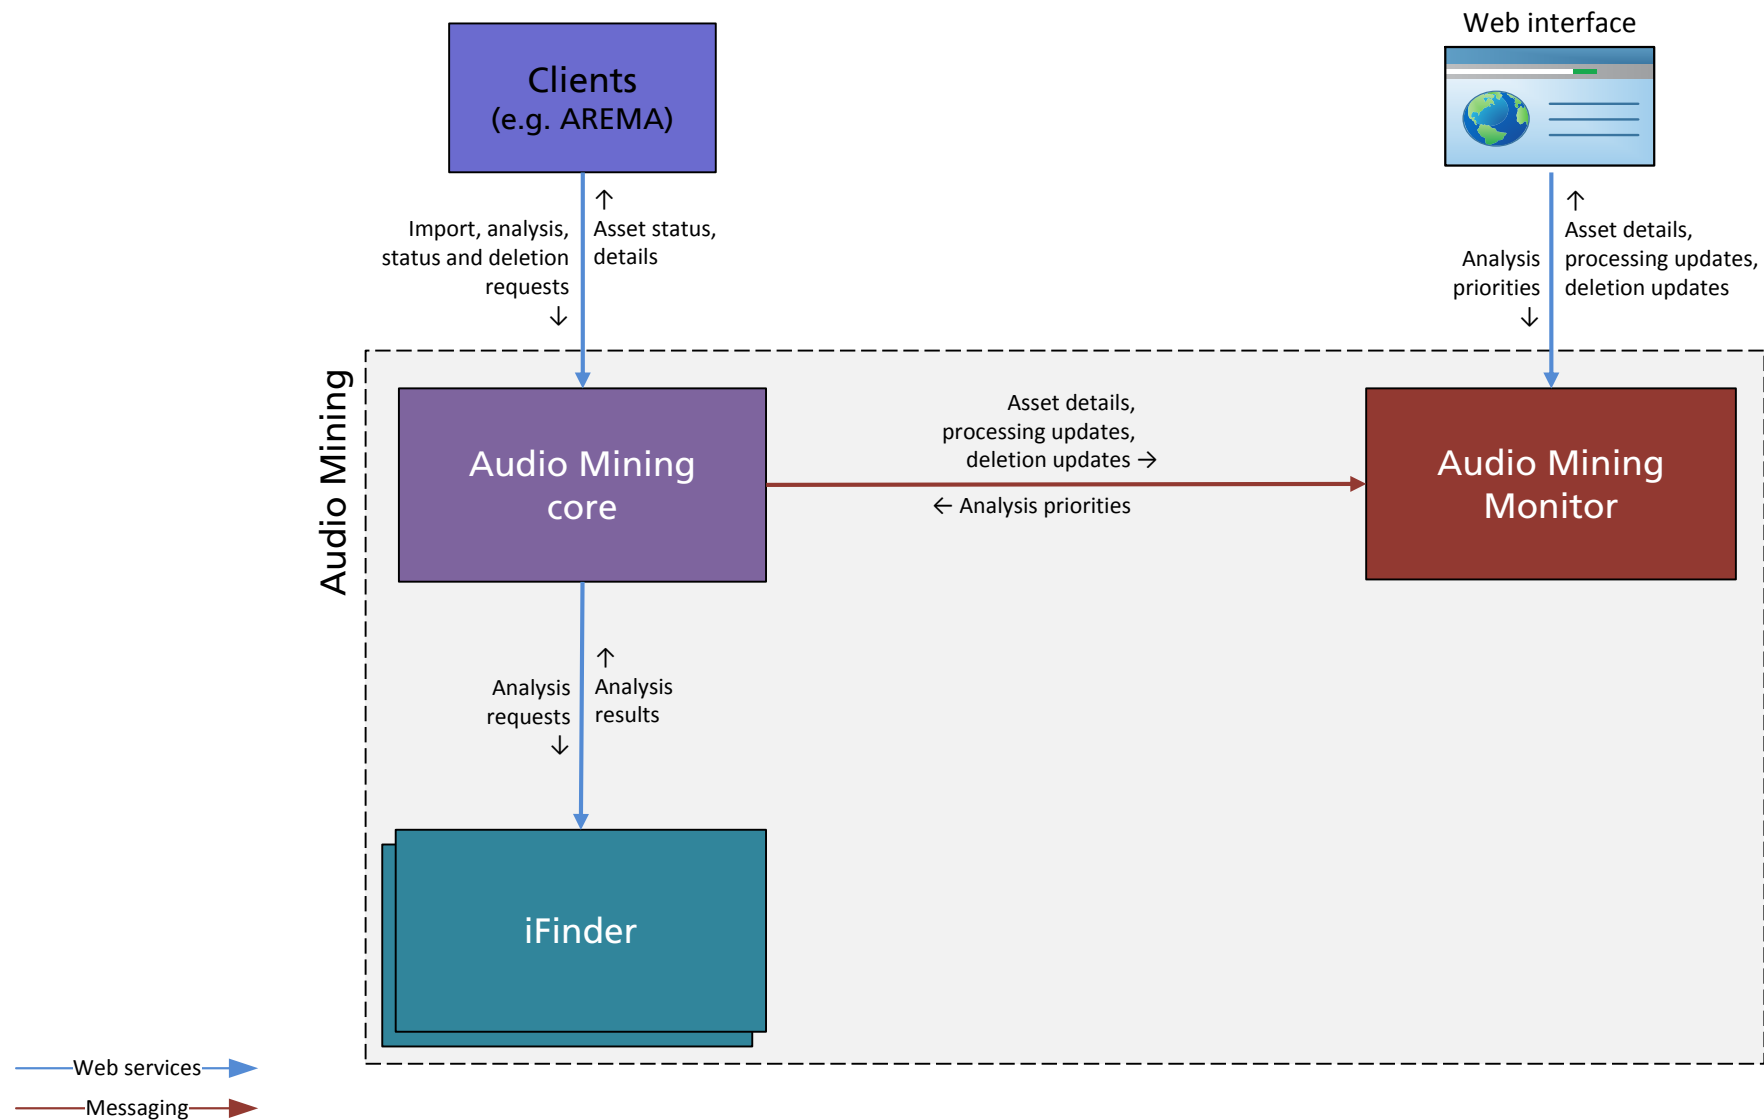 Web interface
Clients
(e.g. AREMA)
↑
Import, analysis,
status and deletion
requests
↓
Asset status,
details
↑
Asset details,
processing updates,
deletion updates
Analysis
priorities
↓
Audio Mining
Audio Mining
core
Asset details,
processing updates,
deletion updates →
← Analysis priorities
Audio Mining
Monitor
↑
Analysis
requests
↓
Analysis
results
iFinder
Web services
Messaging